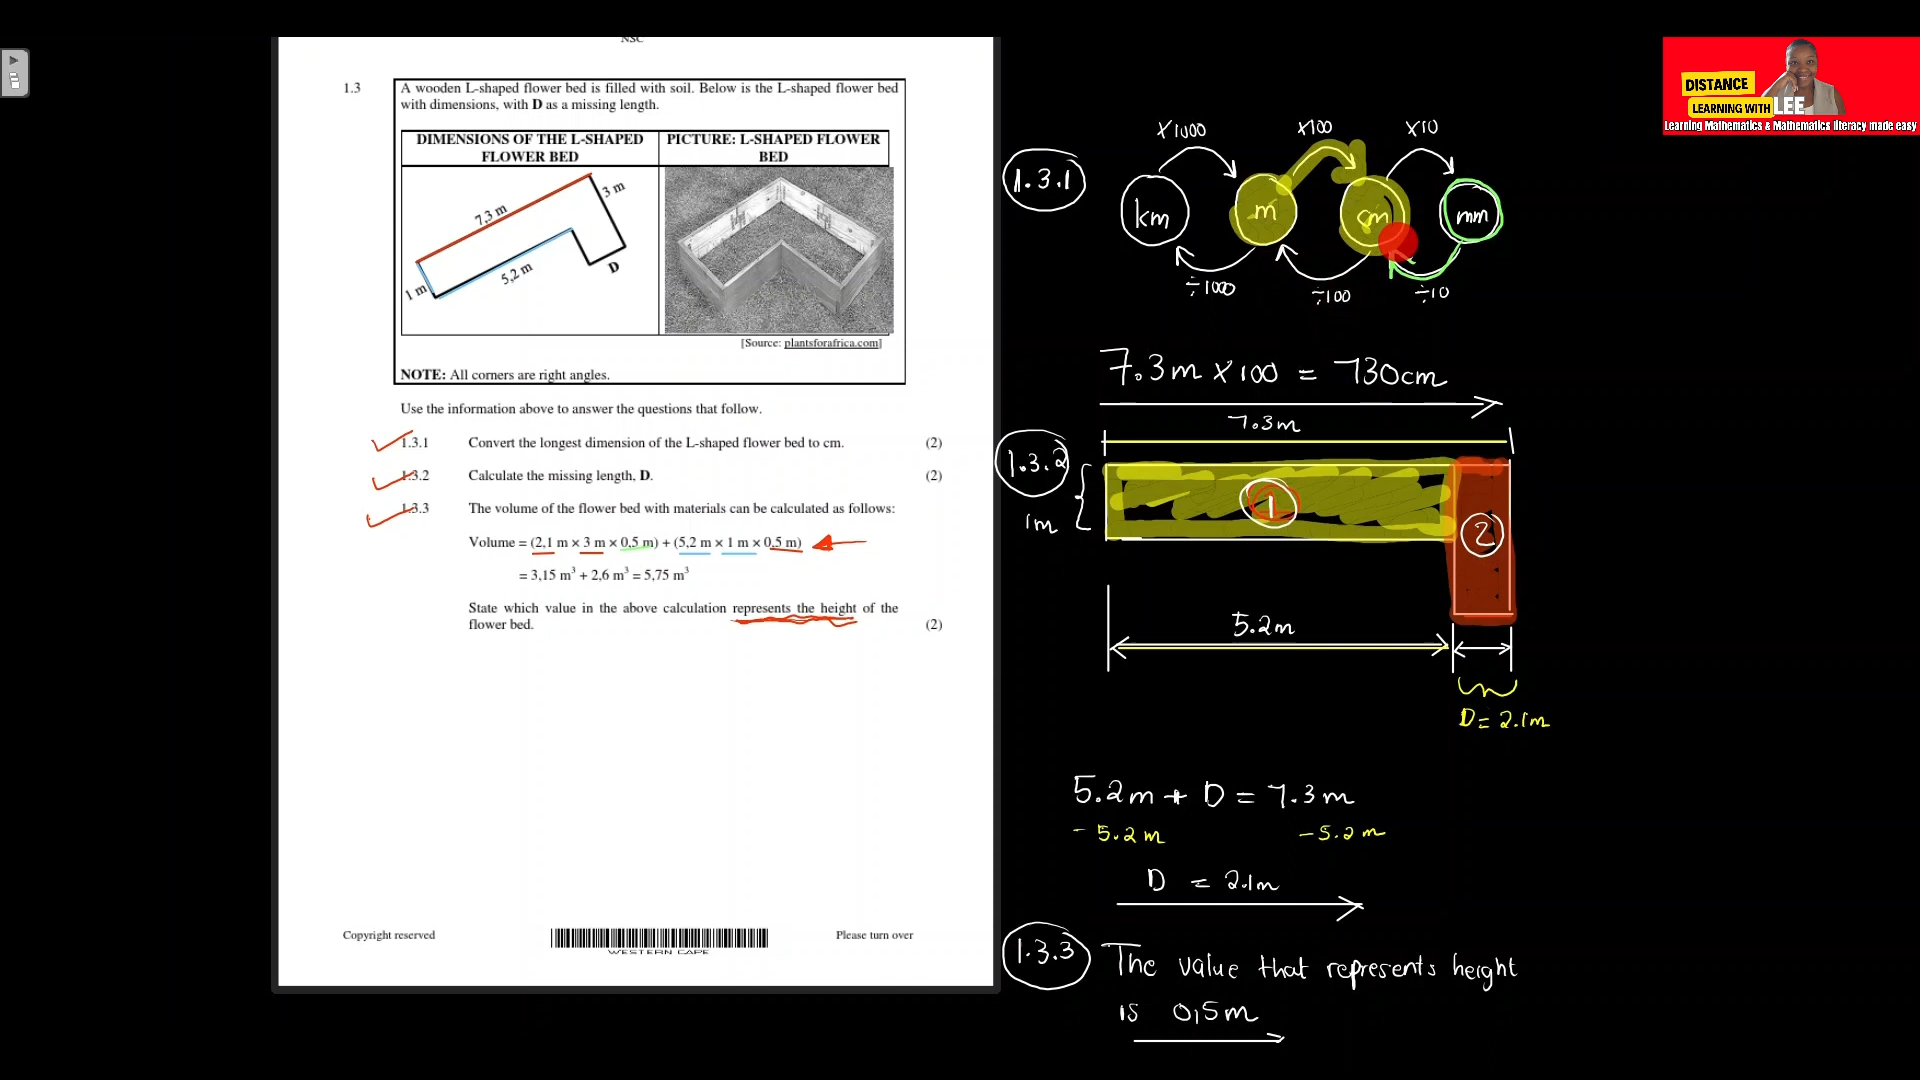 NSC
1.3
A wooden L-shaped flower bed is filled with soil. Below is the L-shaped flower bed
with dimensions, with D as a missing length.
DIMENSIONS OF THE L-SHAPED
FLOWER BED
PICTURE: L-SHAPED FLOWER
BED
7,3 m
3 m
5,2 m
1 m
D
[Source: plantsforafrica.com]
NOTE: All corners are right angles.
Use the information above to answer the questions that follow.
1.3.1 Convert the longest dimension of the L-shaped flower bed to cm. (2)
1.3.2 Calculate the missing length, D. (2)
1.3.3 The volume of the flower bed with materials can be calculated as follows:
Volume = (2,1 m × 3 m × 0,5 m) + (5,2 m × 1 m × 0,5 m)
= 3,15 m³ + 2,6 m³ = 5,75 m³
State which value in the above calculation represents the height of the
flower bed. (2)
Copyright reserved
WESTERN CAPE
Please turn over
DISTANCE
LEARNING WITH LEE
Learning Mathematics & Mathematics literacy made easy
1.3.1
×1000 ×100 ×10
km m cm mm
÷1000 ÷100 ÷10
7.3m × 100 = 730cm
7.3m
1.3.2
1m
1
2
5.2m
D = 2.1m
5.2m + D = 7.3m
- 5.2m - 5.2m
D = 2.1m
1.3.3 The value that represents height
is 0,5m